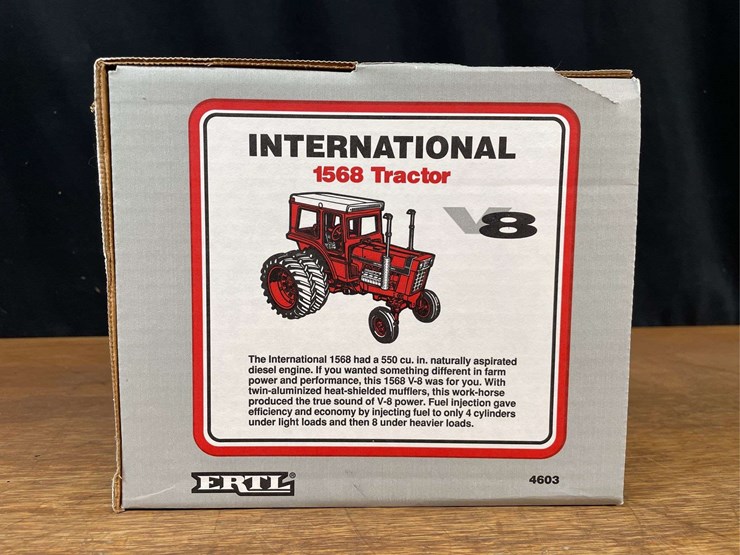 INTERNATIONAL
1568 Tractor
V8
The International 1568 had a 550 cu. in. naturally aspirated
diesel engine. If you wanted something different in farm
power and performance, this 1568 V-8 was for you. With
twin-aluminized heat-shielded mufflers, this work-horse
produced the true sound of V-8 power. Fuel injection gave
efficiency and economy by injecting fuel to only 4 cylinders
under light loads and then 8 under heavier loads.
ERTL®
4603